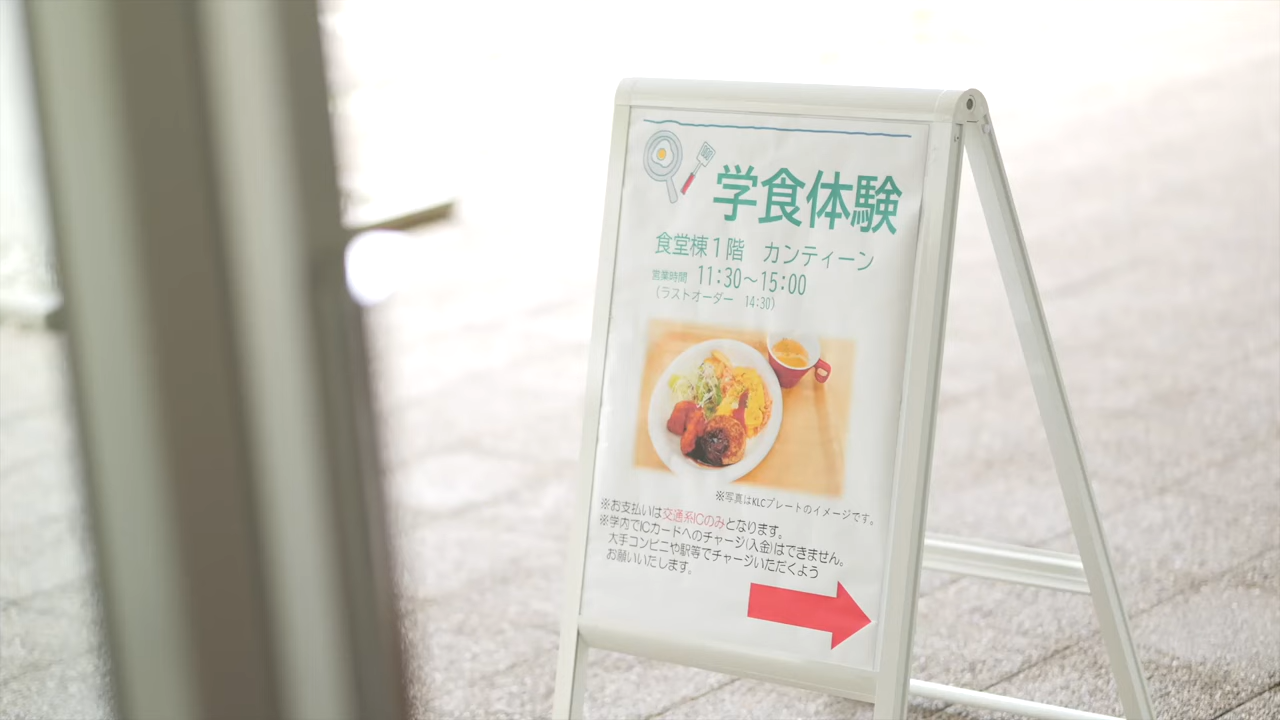 学食体験
食堂棟1階 カンティーン
営業時間 11:30～15:00
(ラストオーダー 14:30)
※写真はKLCプレートのイメージです。
※お支払いは交通系ICのみとなります。
※学内でICカードへのチャージ(入金)はできません。
大手コンビニや駅等でチャージいただくよう
お願いいたします。